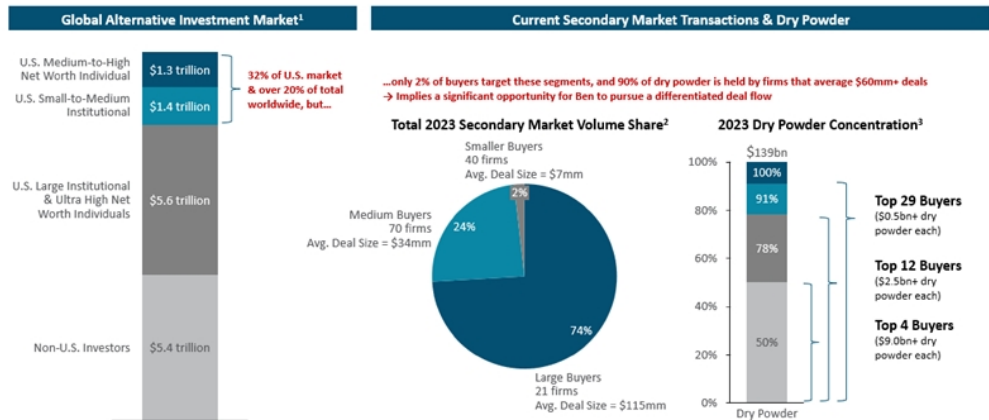 Global Alternative Investment Market¹
U.S. Medium-to-High
Net Worth Individual
$1.3 trillion
U.S. Small-to-Medium
Institutional
$1.4 trillion
32% of U.S. market
& over 20% of total
worldwide, but...
U.S. Large Institutional
& Ultra High Net
Worth Individuals
$5.6 trillion
Non-U.S. Investors
$5.4 trillion
Current Secondary Market Transactions & Dry Powder
...only 2% of buyers target these segments, and 90% of dry powder is held by firms that average $60mm+ deals
→ Implies a significant opportunity for Ben to pursue a differentiated deal flow
Total 2023 Secondary Market Volume Share²
Smaller Buyers
40 firms
Avg. Deal Size = $7mm
2%
Medium Buyers
70 firms
Avg. Deal Size = $34mm
24%
74%
Large Buyers
21 firms
Avg. Deal Size = $115mm
2023 Dry Powder Concentration³
$139bn
100%
80%
60%
40%
20%
0%
100%
91%
78%
50%
Dry Powder
Top 29 Buyers
($0.5bn+ dry
powder each)
Top 12 Buyers
($2.5bn+ dry
powder each)
Top 4 Buyers
($9.0bn+ dry
powder each)